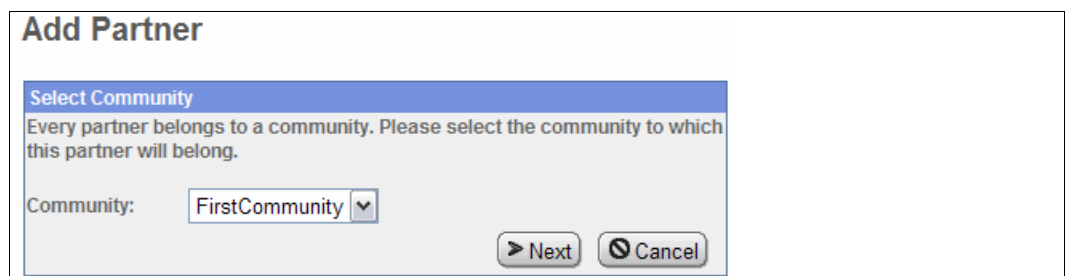 Add Partner
Select Community
Every partner belongs to a community. Please select the community to which
this partner will belong.
Community: FirstCommunity
Next Cancel